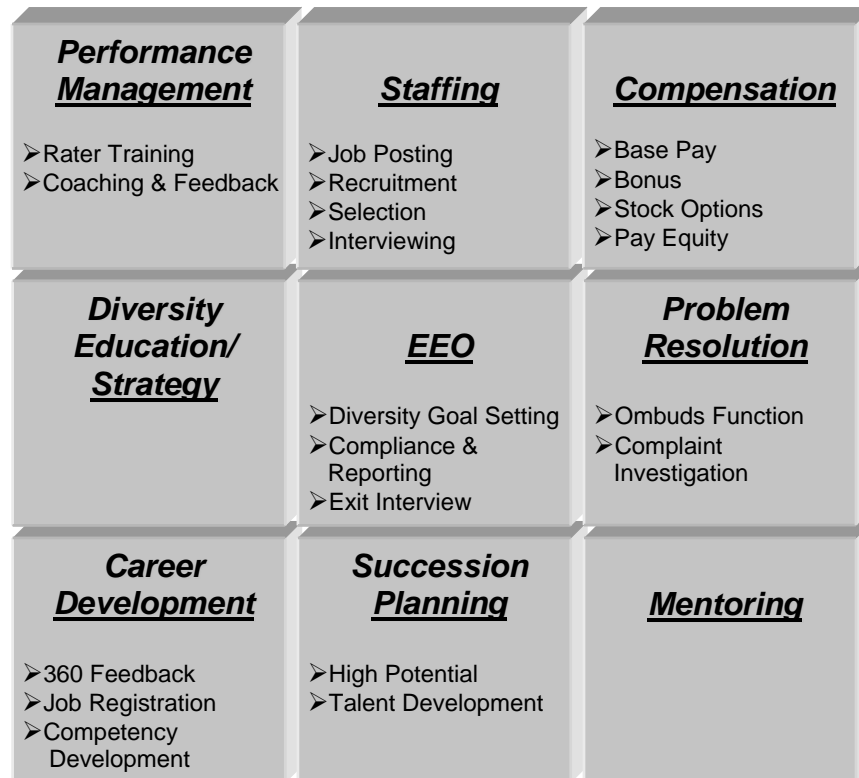 Performance
Management
➢Rater Training
➢Coaching & Feedback
Staffing
➢Job Posting
➢Recruitment
➢Selection
➢Interviewing
Compensation
➢Base Pay
➢Bonus
➢Stock Options
➢Pay Equity
Diversity
Education/
Strategy
EEO
➢Diversity Goal Setting
➢Compliance &
Reporting
➢Exit Interview
Problem
Resolution
➢Ombuds Function
➢Complaint
Investigation
Career
Development
➢360 Feedback
➢Job Registration
➢Competency
Development
Succession
Planning
➢High Potential
➢Talent Development
Mentoring